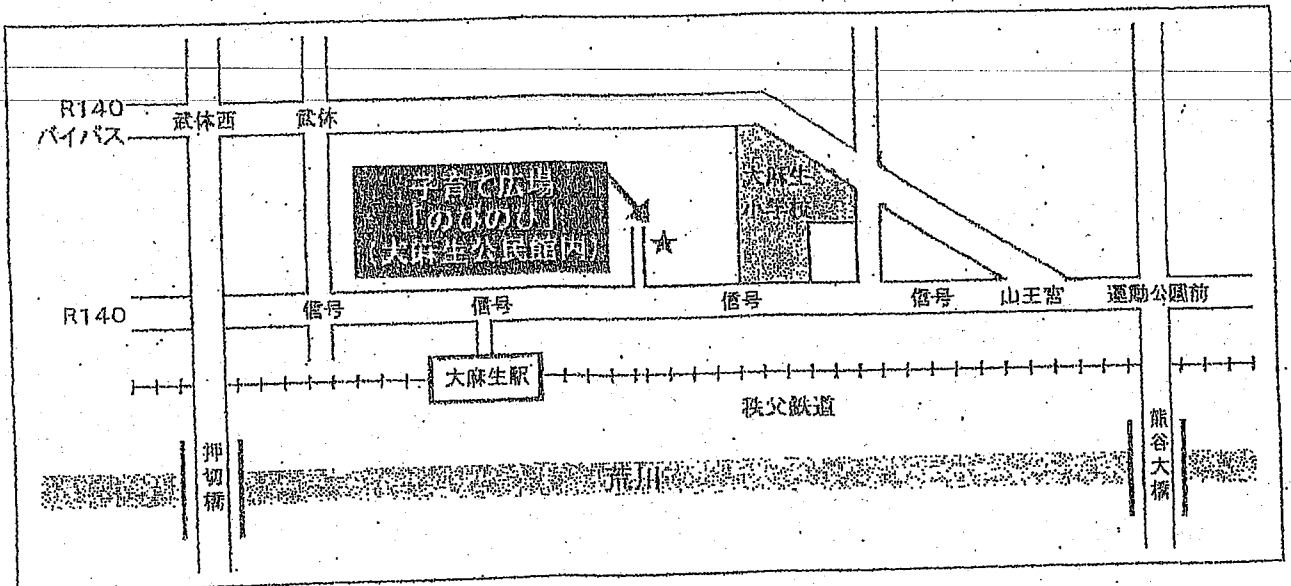 R140
バイパス
武体西
武体
子育て広場
「のびのび」
(大麻生公民館内)
大麻生
小学校
R140
信号
信号
信号
信号
山王宮
運動公園前
大麻生駅
秩父鉄道
押切橋
荒川
熊谷大橋